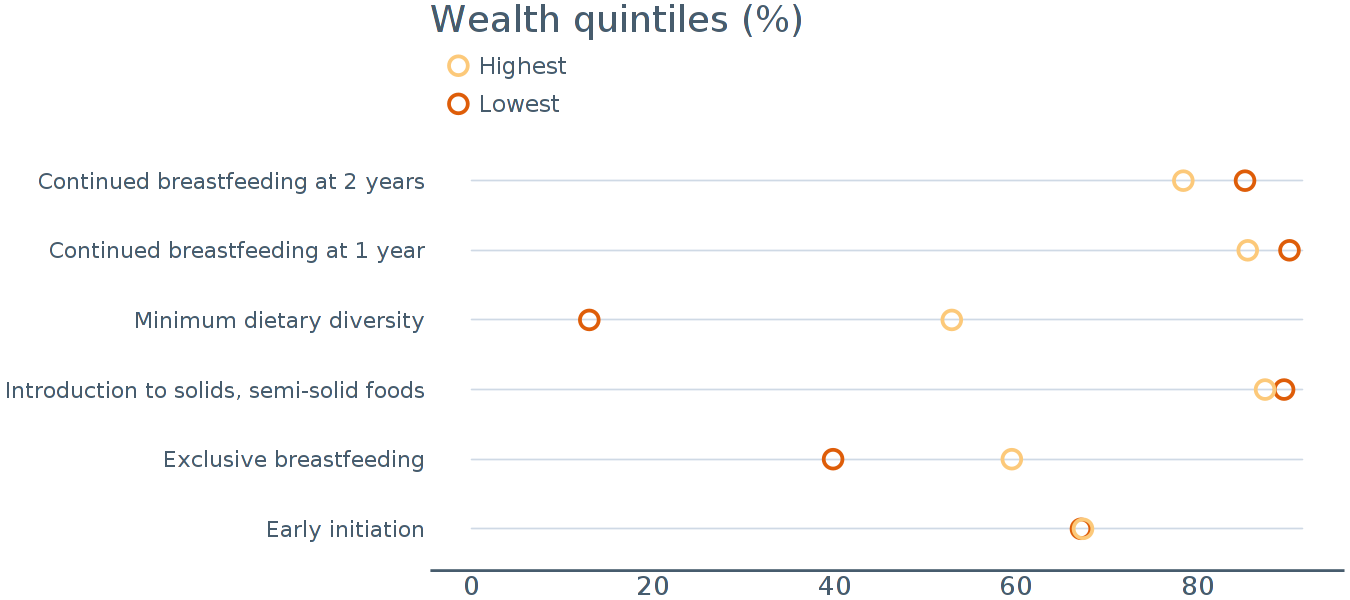 Wealth quintiles (%)
Highest
Lowest
Continued breastfeeding at 2 years
Continued breastfeeding at 1 year
Minimum dietary diversity
Introduction to solids, semi-solid foods
Exclusive breastfeeding
Early initiation
0 20 40 60 80